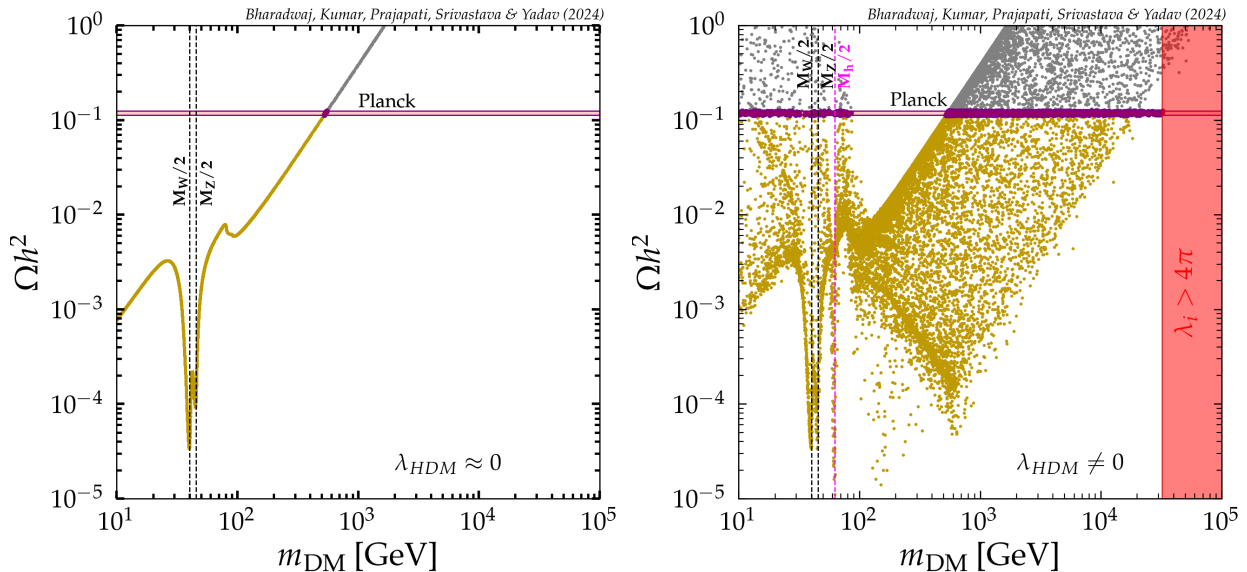 Bharadwaj, Kumar, Prajapati, Srivastava & Yadav (2024)
10^0
10^-1
10^-2
10^-3
10^-4
10^-5
Ωh^2
Planck
M_W/2
M_Z/2
λ_HDM ≈ 0
10^1
10^2
10^3
10^4
10^5
m_DM [GeV]
Bharadwaj, Kumar, Prajapati, Srivastava & Yadav (2024)
10^0
10^-1
10^-2
10^-3
10^-4
10^-5
Ωh^2
M_W/2
M_Z/2
M_h/2
Planck
λ_i > 4π
λ_HDM ≠ 0
10^1
10^2
10^3
10^4
10^5
m_DM [GeV]